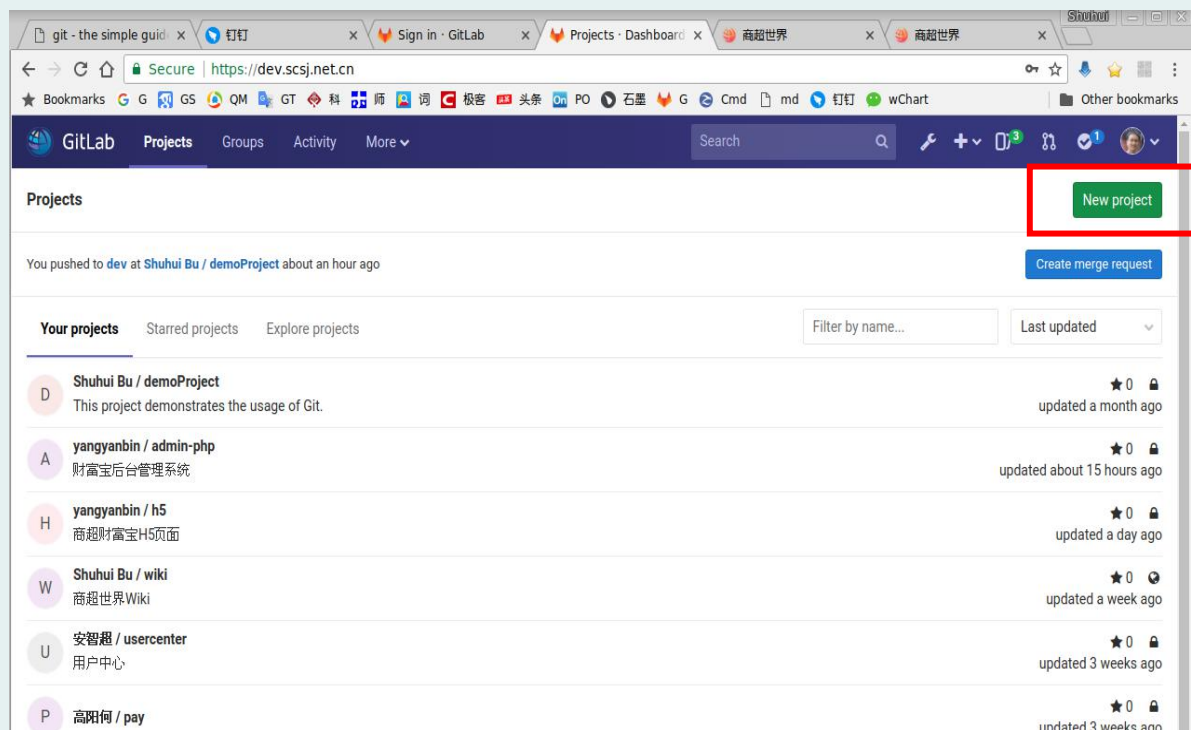 Shuhui
git - the simple guid
钉钉
Sign in · GitLab
Projects · Dashboard
商超世界
商超世界
Secure
https://dev.scsj.net.cn
Bookmarks G GS QM GT 科 师 词 极客 头条 PO 石墨 G Cmd md 钉钉 wChart Other bookmarks
GitLab Projects Groups Activity More Search 3 1
Projects
New project
You pushed to dev at Shuhui Bu / demoProject about an hour ago
Create merge request
Your projects Starred projects Explore projects Filter by name... Last updated
D
Shuhui Bu / demoProject
0
This project demonstrates the usage of Git.
updated a month ago
A
yangyanbin / admin-php
0
财富宝后台管理系统
updated about 15 hours ago
H
yangyanbin / h5
0
商超财富宝H5页面
updated a day ago
W
Shuhui Bu / wiki
0
商超世界Wiki
updated a week ago
U
安智超 / usercenter
0
用户中心
updated 3 weeks ago
P
高阳何 / pay
0
updated 3 weeks ago